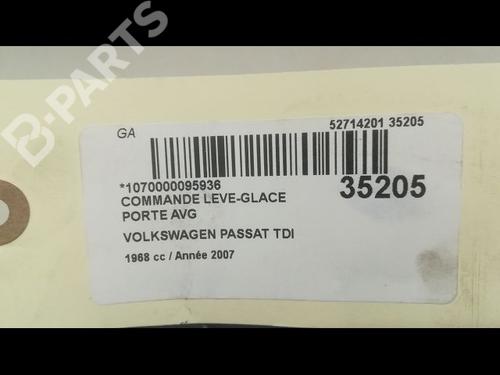 B-PARTS
GA
52714201 35205
*1070000095936
35205
COMMANDE LEVE-GLACE
PORTE AVG
VOLKSWAGEN PASSAT TDI
1968 cc / Année 2007